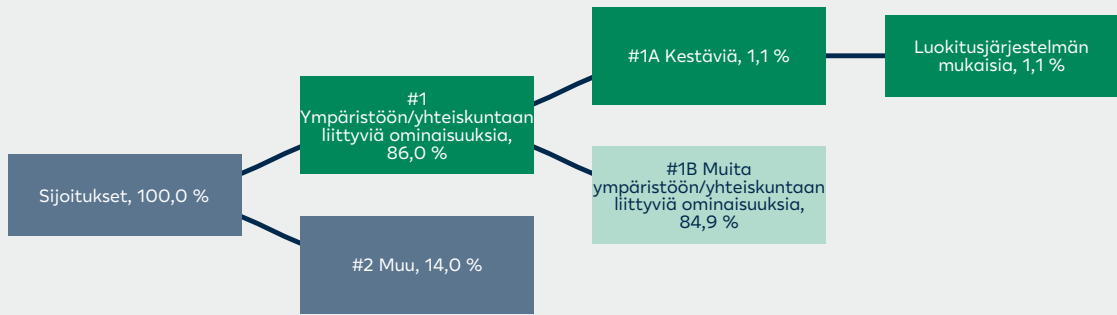 Sijoitukset, 100,0 %
#1
Ympäristöön/yhteiskuntaan
liittyviä ominaisuuksia,
86,0 %
#2 Muu, 14,0 %
#1A Kestäviä, 1,1 %
#1B Muita
ympäristöön/yhteiskuntaan
liittyviä ominaisuuksia,
84,9 %
Luokitusjärjestelmän
mukaisia, 1,1 %